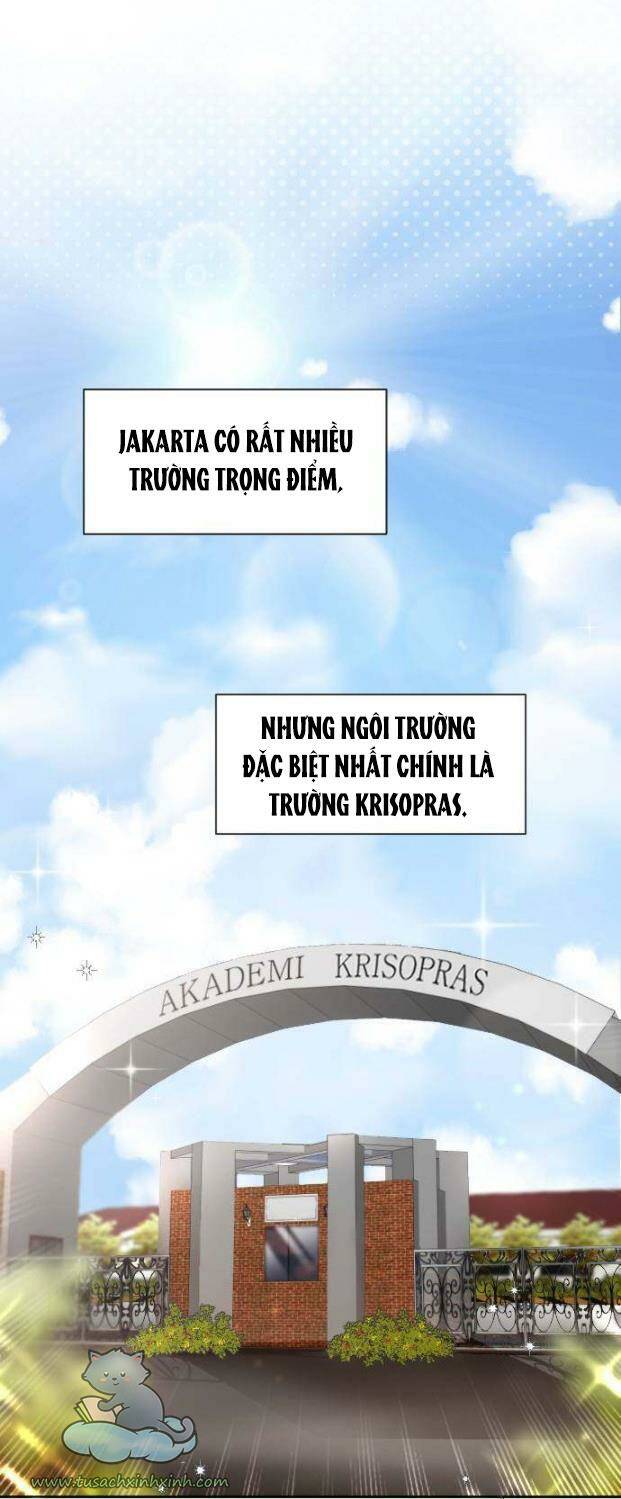 JAKARTA CÓ RẤT NHIỀU
TRƯỜNG TRỌNG ĐIỂM,
NHƯNG NGÔI TRƯỜNG
ĐẶC BIỆT NHẤT CHÍNH LÀ
TRƯỜNG KRISOPRAS.
AKADEMI KRISOPRAS
www.tusachxinhxinh.com